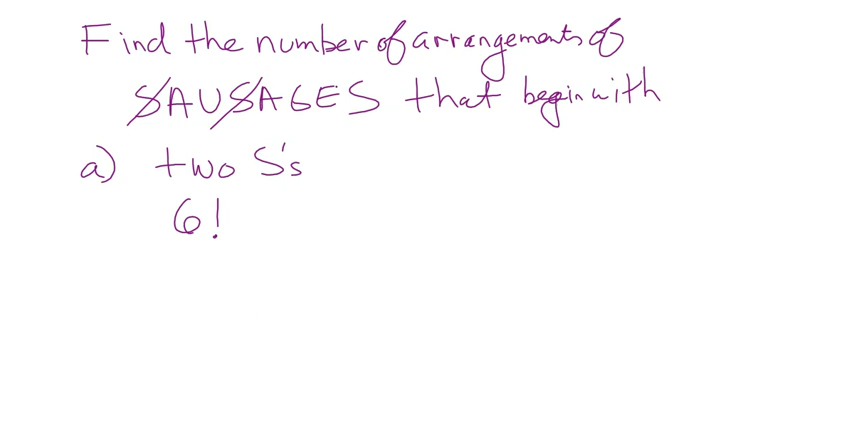 Find the number of arrangements of
SAUSAGES that begin with
a) two S's
6!